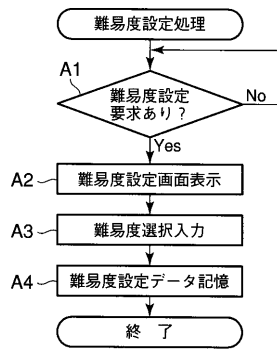 難易度設定処理
A1
難易度設定
要求あり?
No
Yes
A2
難易度設定画面表示
A3
難易度選択入力
A4
難易度設定データ記憶
終 了